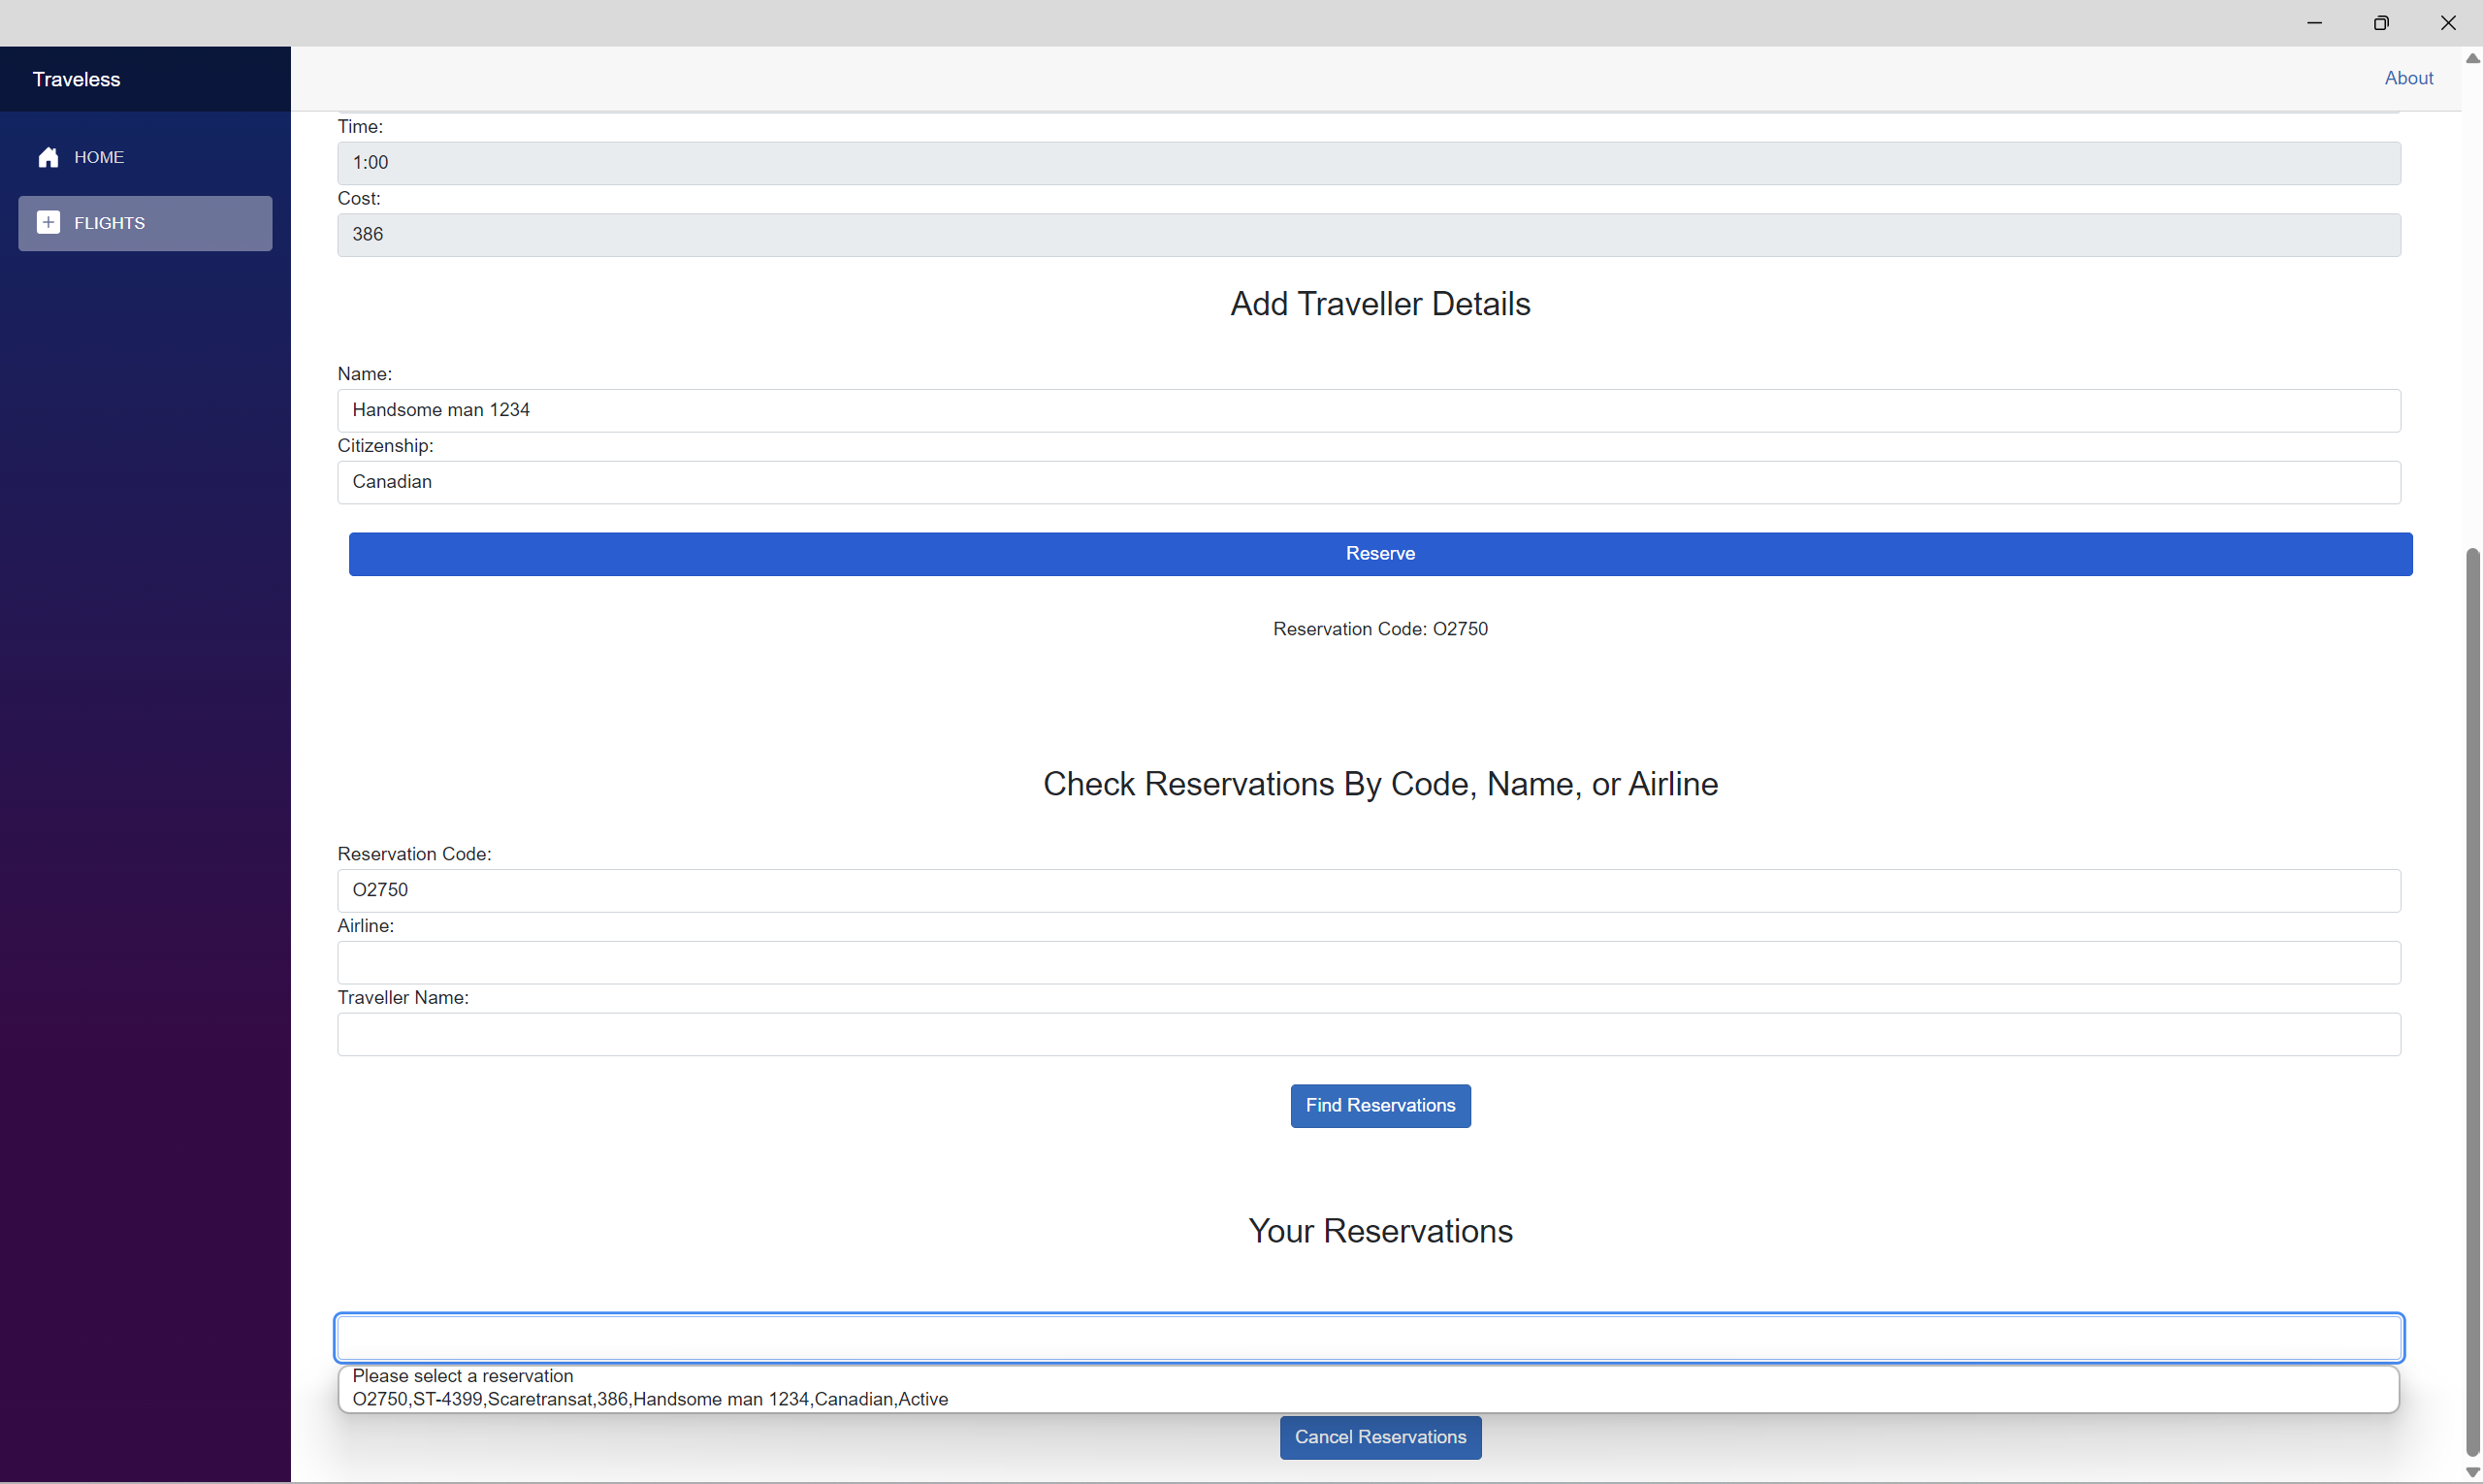 Traveless
About
HOME
FLIGHTS
Time:
1:00
Cost:
386
Add Traveller Details
Name:
Handsome man 1234
Citizenship:
Canadian
Reserve
Reservation Code: O2750
Check Reservations By Code, Name, or Airline
Reservation Code:
O2750
Airline:
Traveller Name:
Find Reservations
Your Reservations
Please select a reservation
O2750,ST-4399,Scaretransat,386,Handsome man 1234,Canadian,Active
Cancel Reservations